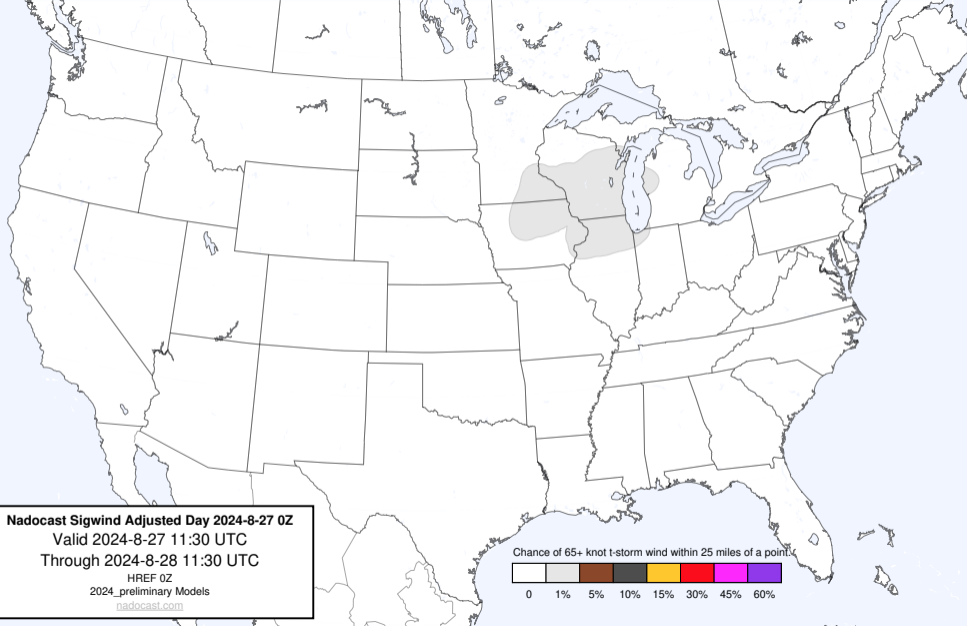 Nadocast Sigwind Adjusted Day 2024-8-27 0Z
Valid 2024-8-27 11:30 UTC
Through 2024-8-28 11:30 UTC
HREF 0Z
2024_preliminary Models
nadocast.com
Chance of 65+ knot t-storm wind within 25 miles of a point.
0 1% 5% 10% 15% 30% 45% 60%